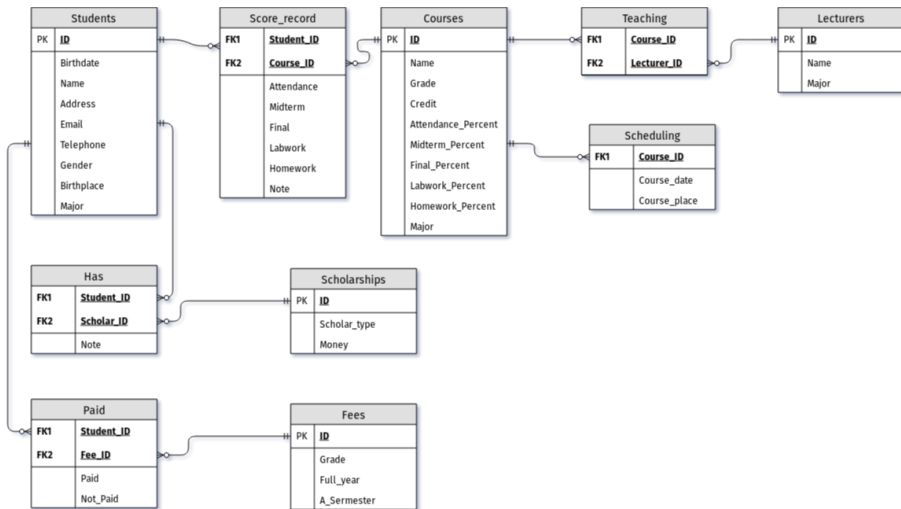 Students
PK ID
Birthdate
Name
Address
Email
Telephone
Gender
Birthplace
Major
Score_record
FK1 Student_ID
FK2 Course_ID
Attendance
Midterm
Final
Labwork
Homework
Note
Courses
PK ID
Name
Grade
Credit
Attendance_Percent
Midterm_Percent
Final_Percent
Labwork_Percent
Homework_Percent
Major
Teaching
FK1 Course_ID
FK2 Lecturer_ID
Lecturers
PK ID
Name
Major
Scheduling
FK1 Course_ID
Course_date
Course_place
Has
FK1 Student_ID
FK2 Scholar_ID
Note
Scholarships
PK ID
Scholar_type
Money
Paid
FK1 Student_ID
FK2 Fee_ID
Paid
Not_Paid
Fees
PK ID
Grade
Full_year
A_Sermester